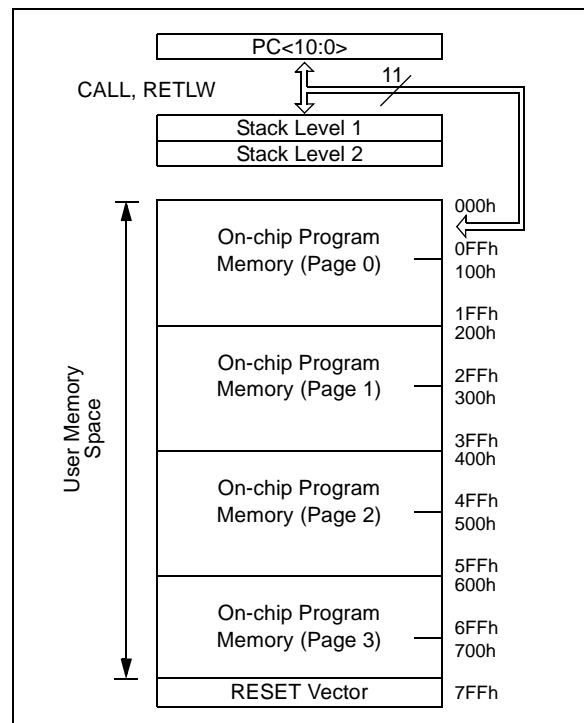 PC<10:0>
11
CALL, RETLW
Stack Level 1
Stack Level 2
User Memory
Space
000h
On-chip Program
Memory (Page 0)
0FFh
100h
1FFh
200h
On-chip Program
Memory (Page 1)
2FFh
300h
3FFh
400h
On-chip Program
Memory (Page 2)
4FFh
500h
5FFh
600h
On-chip Program
Memory (Page 3)
6FFh
700h
RESET Vector
7FFh